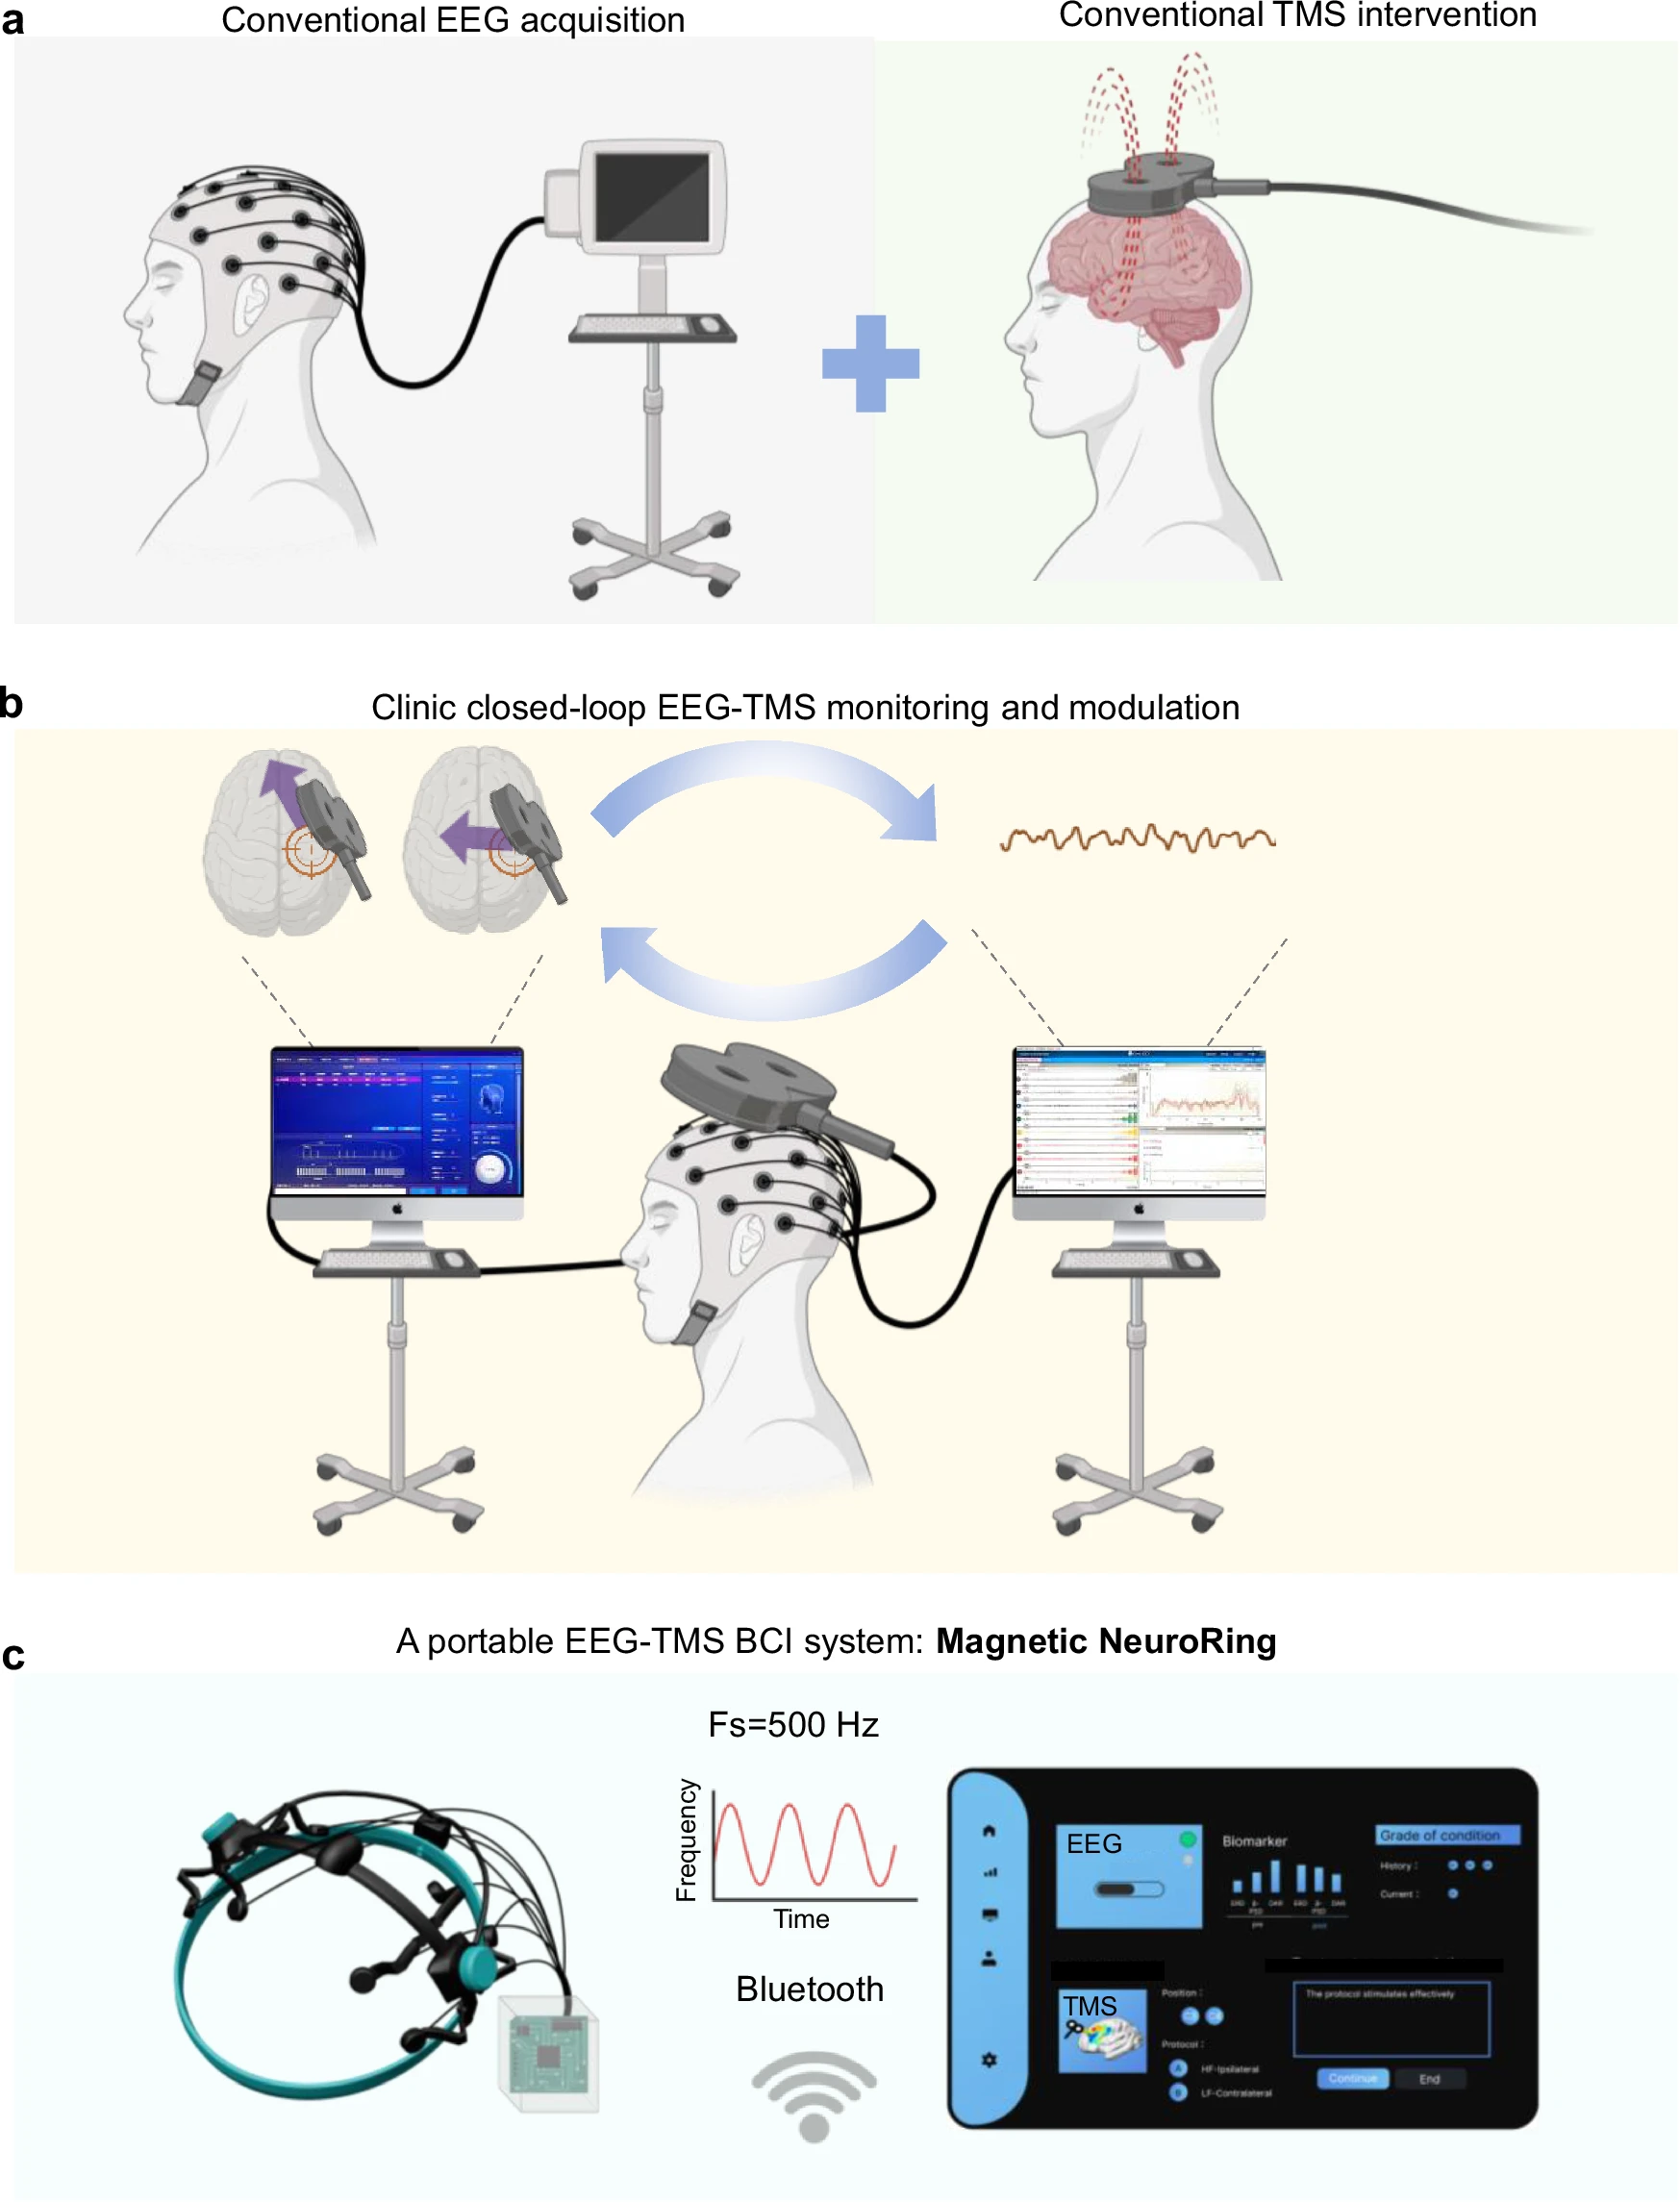 a
Conventional EEG acquisition
Conventional TMS intervention
b
Clinic closed-loop EEG-TMS monitoring and modulation
c
A portable EEG-TMS BCI system: Magnetic NeuroRing
Fs=500 Hz
Frequency
Time
Bluetooth
EEG
Biomarker
pre
post
Grade of condition
History :
Current :
TMS
Position :
Protocol :
A HF-Ipsilateral
B LF-Contralateral
The protocol stimulates effectively
Continue
End